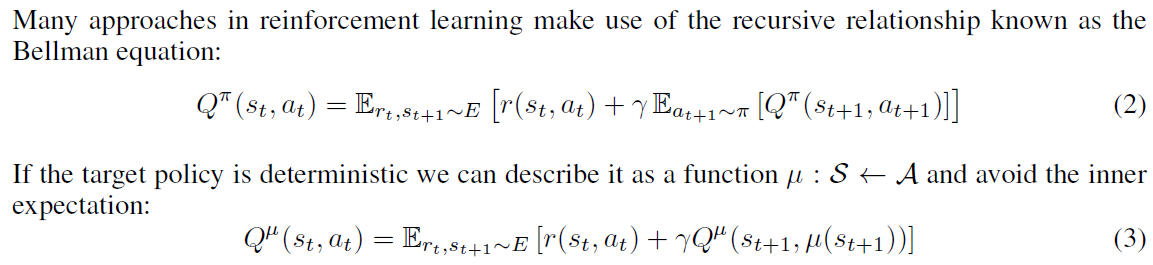 Many approaches in reinforcement learning make use of the recursive relationship known as the
Bellman equation:
Q^π(s_t, a_t) = 𝔼_{r_t,s_{t+1}∼E} [r(s_t, a_t) + γ 𝔼_{a_{t+1}∼π} [Q^π(s_{t+1}, a_{t+1})]] (2)
If the target policy is deterministic we can describe it as a function μ : 𝒮 ← 𝒜 and avoid the inner
expectation:
Q^μ(s_t, a_t) = 𝔼_{r_t,s_{t+1}∼E} [r(s_t, a_t) + γQ^μ(s_{t+1}, μ(s_{t+1}))] (3)